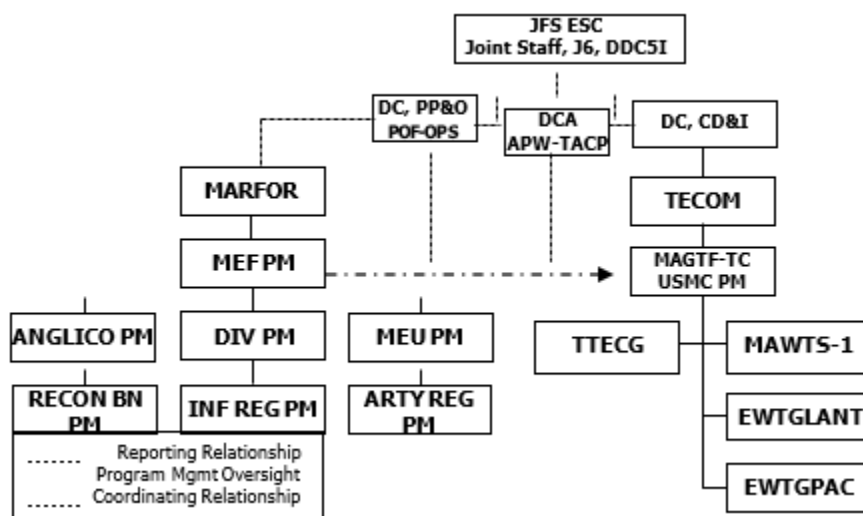 JFS ESC
Joint Staff, J6, DDC5I
DC, PP&O
POF-OPS
DCA
APW-TACP
DC, CD&I
MARFOR
TECOM
MEF PM
MAGTF-TC
USMC PM
ANGLICO PM
DIV PM
MEU PM
TTECG
MAWTS-1
RECON BN
PM
INF REG PM
ARTY REG
PM
EWTGLANT
Reporting Relationship
Program Mgmt Oversight
Coordinating Relationship
EWTGPAC